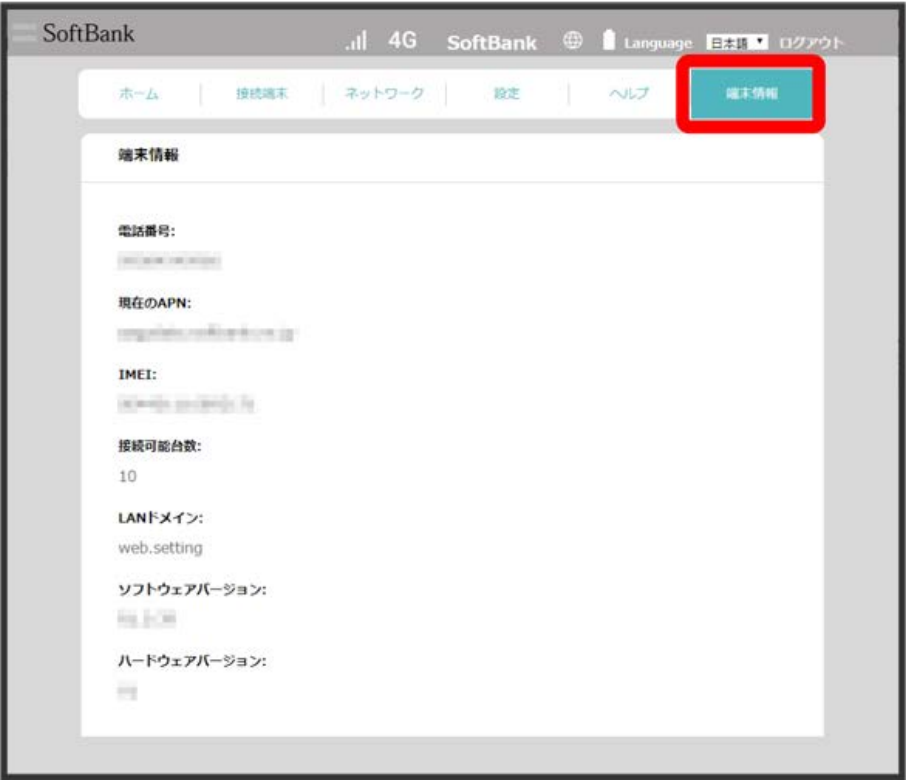 SoftBank
4G SoftBank Language 日本語 ログアウト
ホーム 接続端末 ネットワーク 設定 ヘルプ 端末情報
端末情報
電話番号:
現在のAPN:
IMEI:
接続可能台数:
10
LANドメイン:
web.setting
ソフトウェアバージョン:
ハードウェアバージョン: